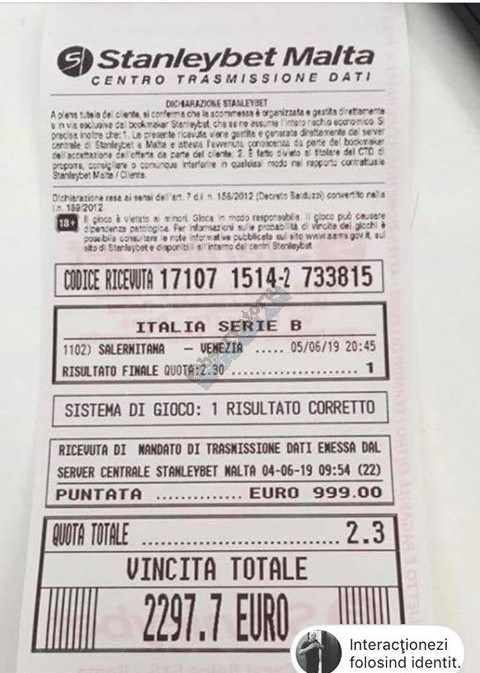 Stanleybet Malta
CENTRO TRASMISSIONE DATI
DICHIARAZIONE STANLEYBET
A piena tutela del cliente, si conferma che la scommessa è organizzata e gestita direttamente
e in via esclusiva dal bookmaker Stanleybet, che se ne assume l'intero rischio economico. Si
precisa inoltre che: 1. La presente ricevuta viene gestita e generata direttamente dal server
centrale di Stanleybet a Malta e attesta l'avvenuta conoscenza da parte del bookmaker
dell'accettazione dell'offerta da parte del cliente; 2. È fatto divieto al titolare del CTD di
proporre, consigliare o comunque interferire in qualsiasi modo nel rapporto contrattuale
Stanleybet Malta / Cliente.
Dichiarazione resa ai sensi dell'art. 7 d.l. n. 158/2012 (Decreto Balduzzi) convertito nella
l.n. 189/2012.
18+ Il gioco è vietato ai minori. Gioca in modo responsabile. Il gioco può causare
dipendenza patologica. Per informazioni sulle probabilità di vincita dei giochi è
possibile consultare le note informative pubblicate sul sito www.aams.gov.it, sul
sito di Stanleybet e disponibili all'interno dei centri Stanleybet
CODICE RICEVUTA 17107 1514-2 733815
ITALIA SERIE B
1102) SALERNITANA - VENEZIA ..... 05/06/19 20:45
RISULTATO FINALE QUOTA:2.30 ........................ 1
SISTEMA DI GIOCO: 1 RISULTATO CORRETTO
RICEVUTA DI MANDATO DI TRASMISSIONE DATI EMESSA DAL
SERVER CENTRALE STANLEYBET MALTA 04-06-19 09:54 (22)
PUNTATA ............. EURO 999.00
QUOTA TOTALE ........................ 2.3
VINCITA TOTALE
2297.7 EURO
Interacționezi
folosind identit.